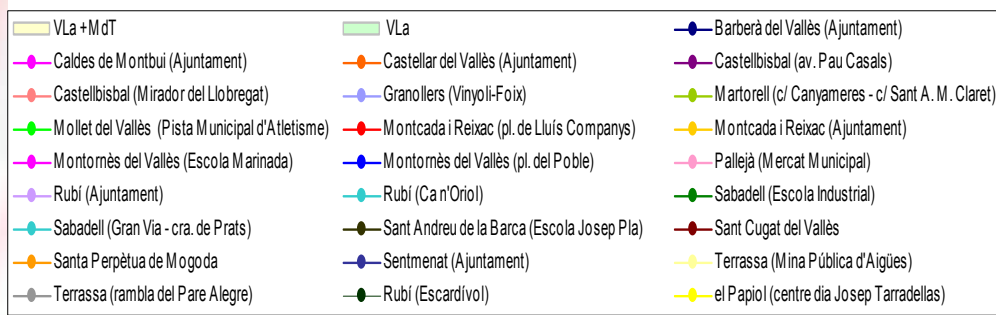 VLa +MdT VLa Barberà del Vallès (Ajuntament)
Caldes de Montbui (Ajuntament) Castellar del Vallès (Ajuntament) Castellbisbal (av. Pau Casals)
Castellbisbal (Mirador del Llobregat) Granollers (Vinyoli-Foix) Martorell (c/ Canyameres - c/ Sant A. M. Claret)
Mollet del Vallès (Pista Municipal d'Atletisme) Montcada i Reixac (pl. de Lluís Companys) Montcada i Reixac (Ajuntament)
Montornès del Vallès (Escola Marinada) Montornès del Vallès (pl. del Poble) Pallejà (Mercat Municipal)
Rubí (Ajuntament) Rubí (Ca n'Oriol) Sabadell (Escola Industrial)
Sabadell (Gran Via - cra. de Prats) Sant Andreu de la Barca (Escola Josep Pla) Sant Cugat del Vallès
Santa Perpètua de Mogoda Sentmenat (Ajuntament) Terrassa (Mina Pública d'Aigües)
Terrassa (rambla del Pare Alegre) Rubí (Escardívol) el Papiol (centre dia Josep Tarradellas)